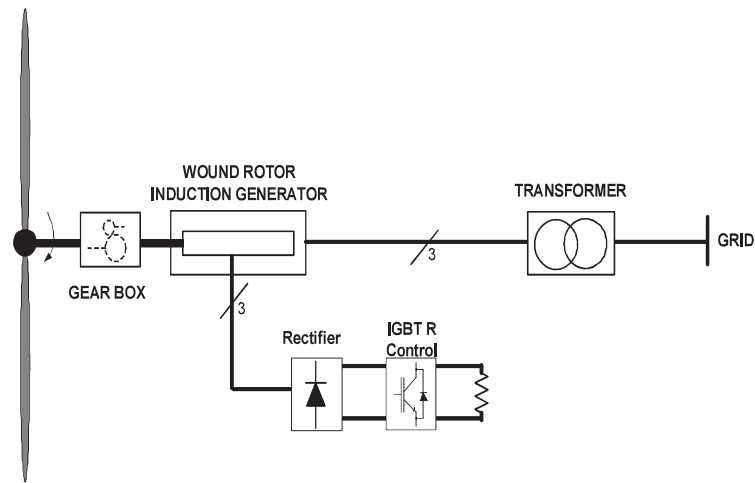 WOUND ROTOR
INDUCTION GENERATOR
TRANSFORMER
GRID
GEAR BOX
3
3
Rectifier
IGBT R
Control